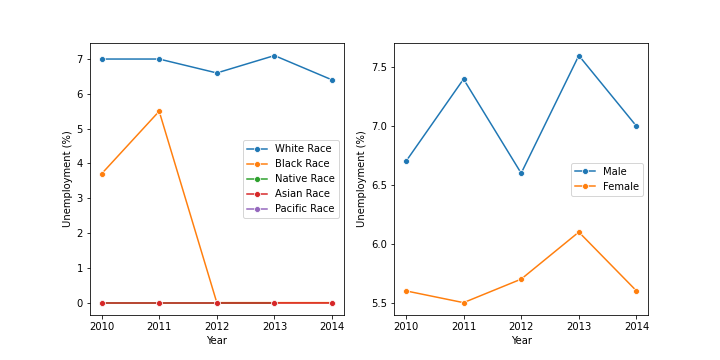 7
6
5
4
3
2
1
0
Unemployment (%)
2010 2011 2012 2013 2014
Year
White Race
Black Race
Native Race
Asian Race
Pacific Race
7.5
7.0
6.5
6.0
5.5
Unemployment (%)
2010 2011 2012 2013 2014
Year
Male
Female